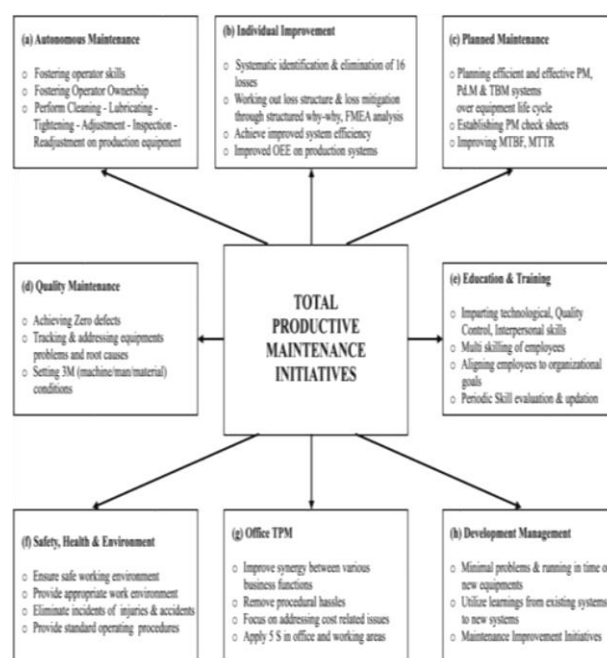 (a) Autonomous Maintenance
o Fostering operator skills
o Fostering Operator Ownership
o Perform Cleaning - Lubricating -
Tightening - Adjustment - Inspection -
Readjustment on production equipment
(b) Individual Improvement
o Systematic identification & elimination of 16
losses
o Working out loss structure & loss mitigation
through structured why-why, FMEA analysis
o Achieve improved system efficiency
o Improved OEE on production systems
(c) Planned Maintenance
o Planning efficient and effective PM,
Pd.M & TBM systems
over equipment life cycle
o Establishing PM check sheets
o Improving MTBF, MTTR
(d) Quality Maintenance
o Achieving Zero defects
o Tracking & addressing equipments
problems and root causes
o Setting 3M (machine/man/material)
conditions
TOTAL
PRODUCTIVE
MAINTENANCE
INITIATIVES
(e) Education & Training
o Imparting technological, Quality
Control, Interpersonal skills
o Multi skilling of employees
o Aligning employees to organizational
goals
o Periodic Skill evaluation & updation
(f) Safety, Health & Environment
o Ensure safe working environment
o Provide appropriate work environment
o Eliminate incidents of injuries & accidents
o Provide standard operating procedures
(g) Office TPM
o Improve synergy between various
business functions
o Remove procedural hassles
o Focus on addressing cost related issues
o Apply 5 S in office and working areas
(h) Development Management
o Minimal problems & running in time o
new equipments
o Utilize learnings from existing systems
to new systems
o Maintenance Improvement Initiatives